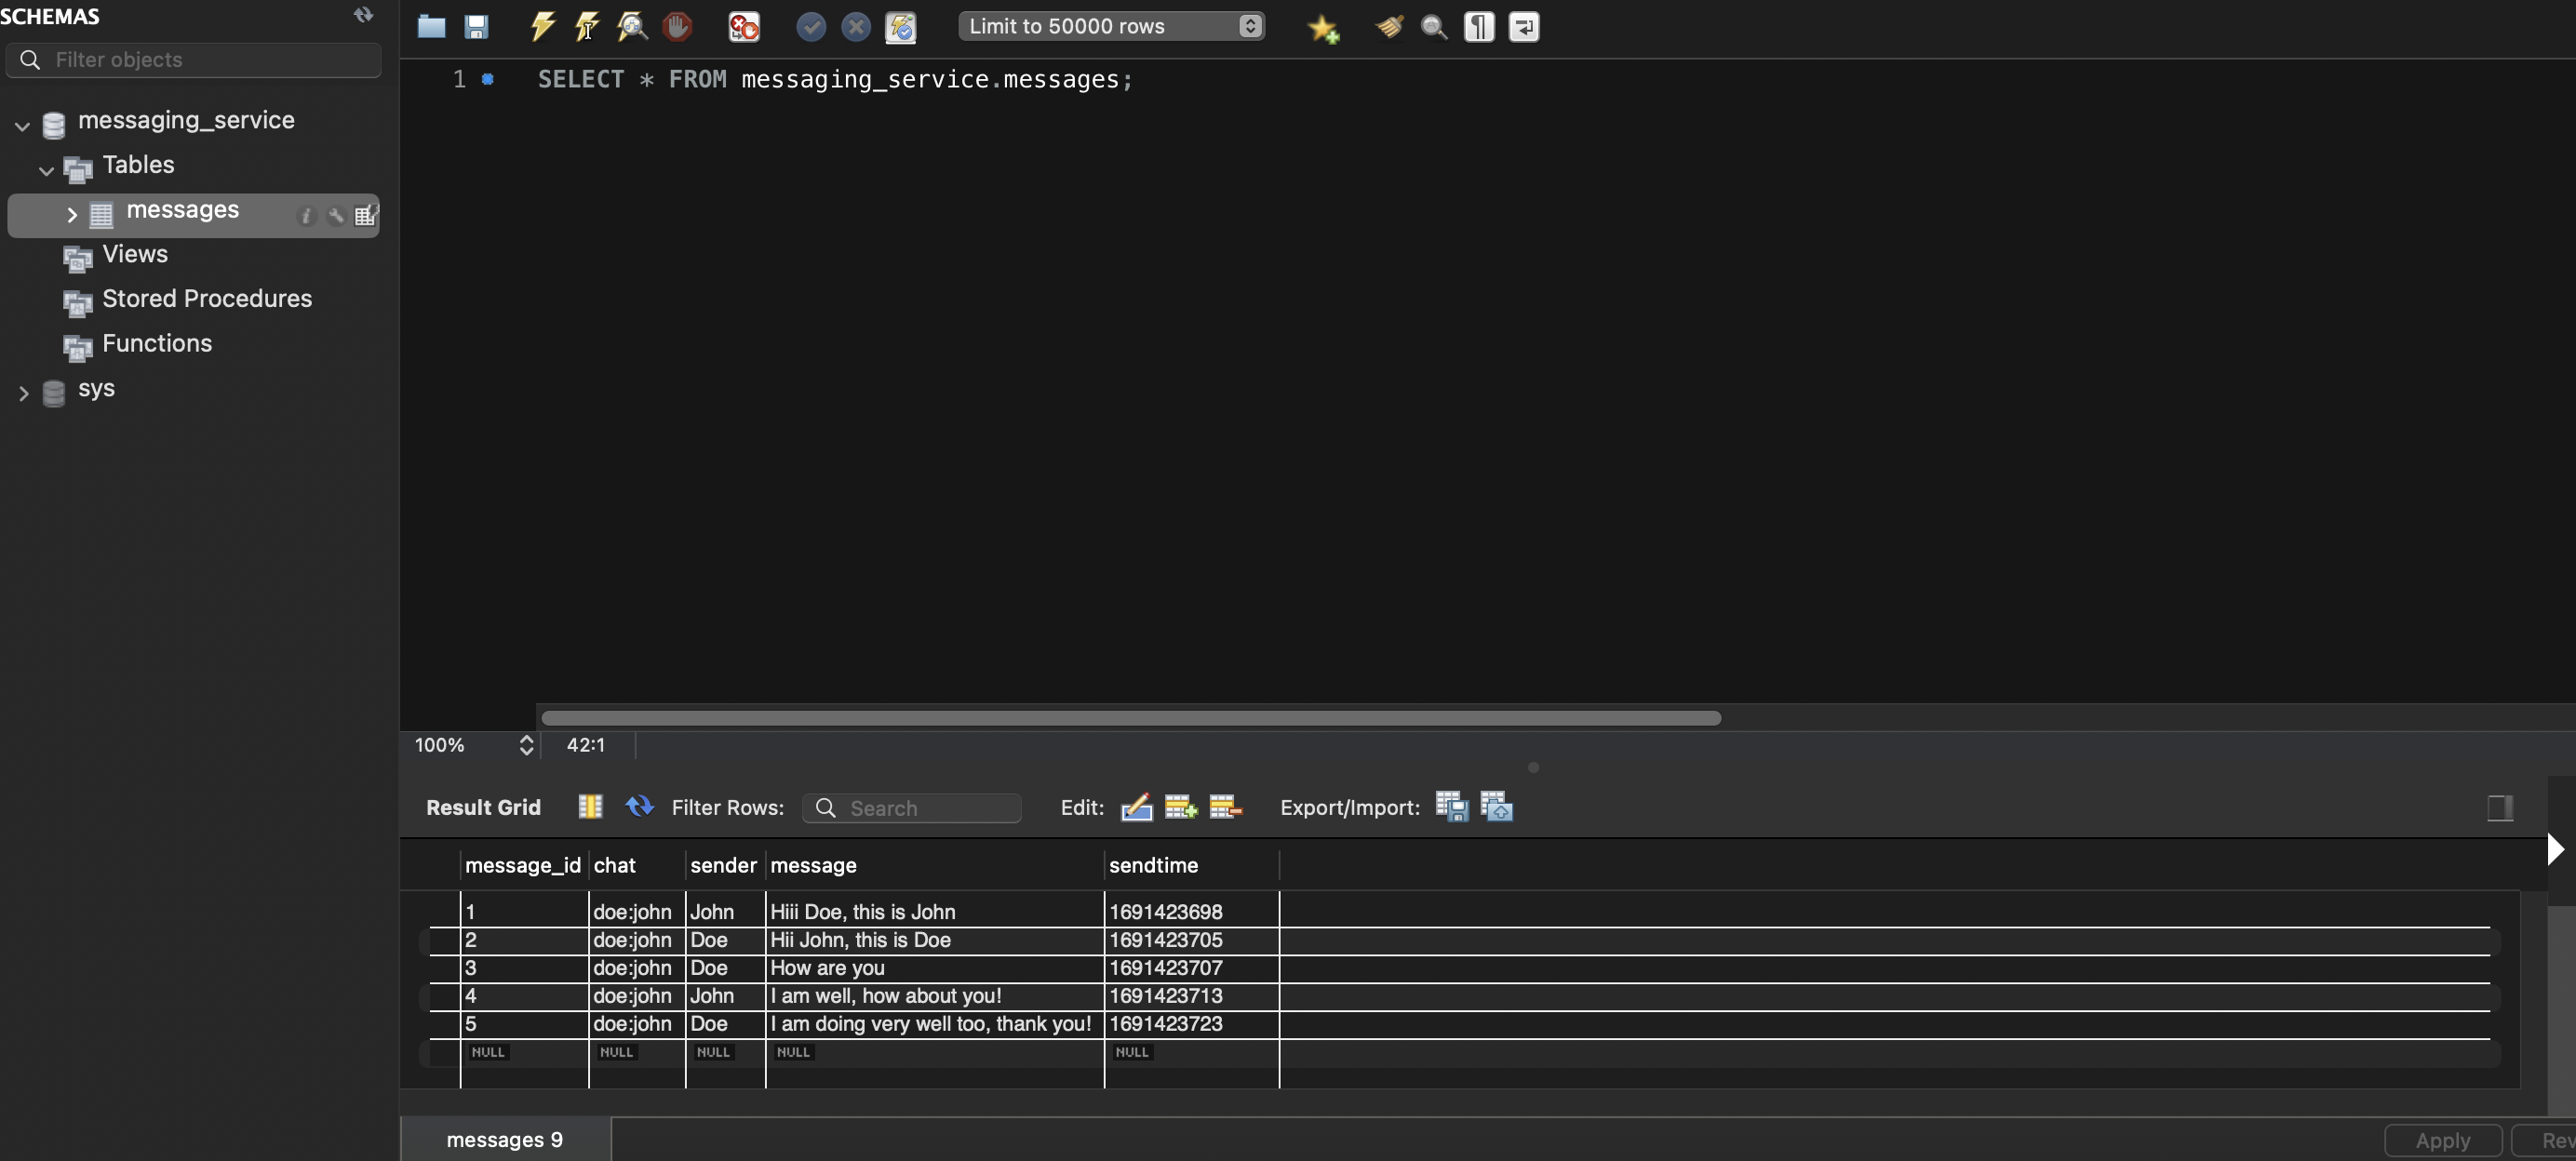 SCHEMAS
Filter objects
messaging_service
Tables
messages
Views
Stored Procedures
Functions
sys
Limit to 50000 rows
1 SELECT * FROM messaging_service.messages;
100% 42:1
Result Grid Filter Rows: Search Edit: Export/Import:
message_id chat sender message sendtime
1 doe:john John Hiii Doe, this is John 1691423698
2 doe:john Doe Hii John, this is Doe 1691423705
3 doe:john Doe How are you 1691423707
4 doe:john John I am well, how about you! 1691423713
5 doe:john Doe I am doing very well too, thank you! 1691423723
NULL NULL NULL NULL NULL
messages 9
Apply Rev